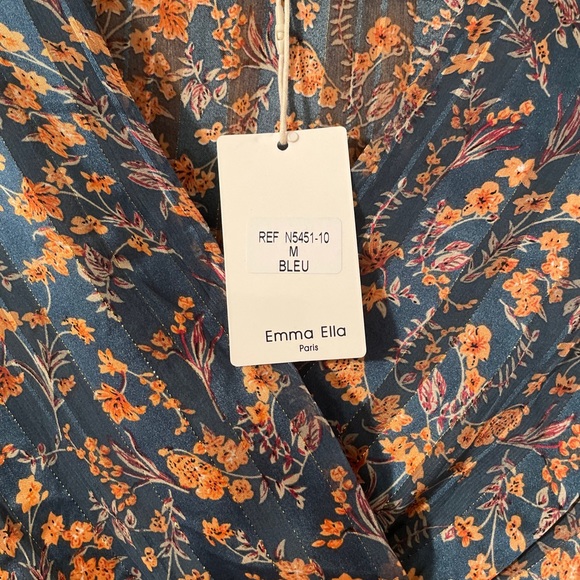 REF N5451-10
M
BLEU
Emma Ella
Paris